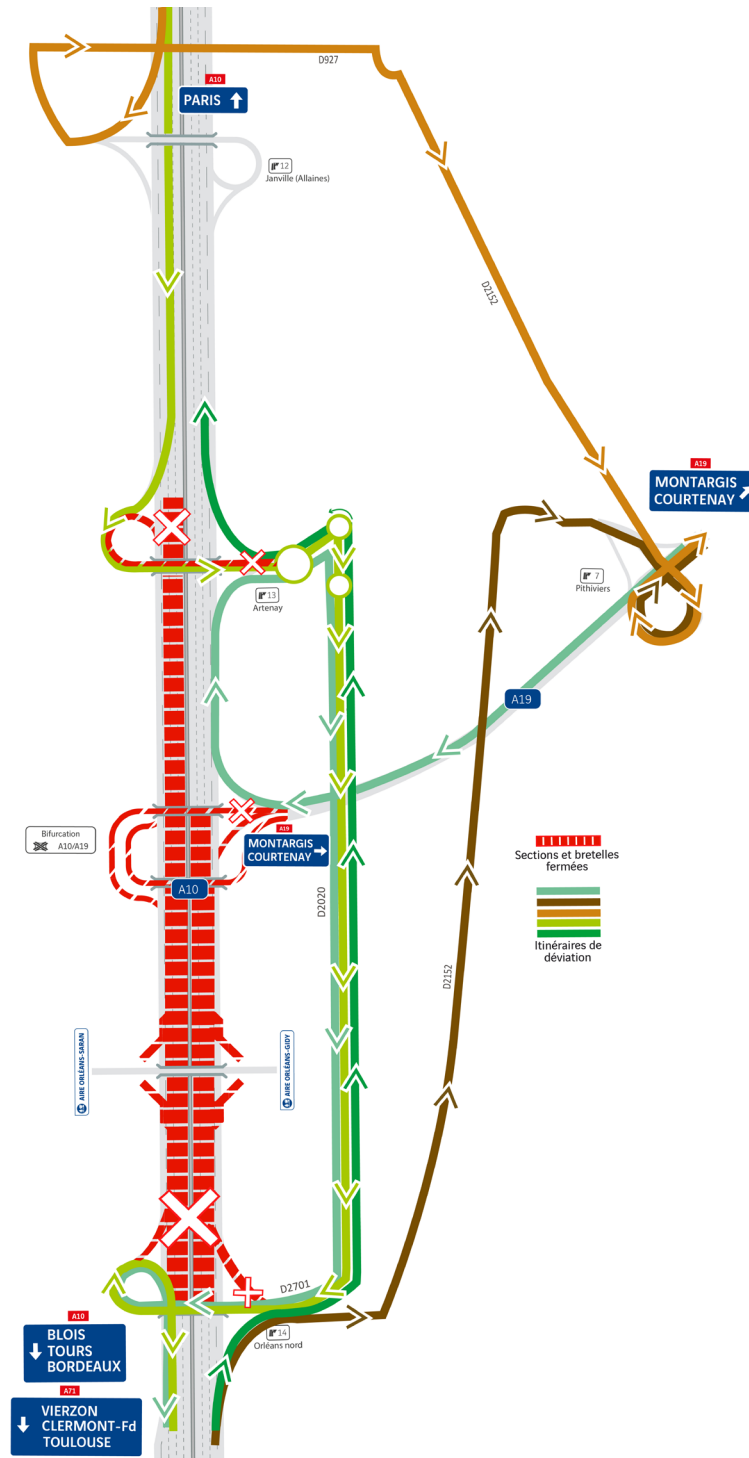 D927
A10
PARIS
12
Janville (Allaines)
D2152
A19
MONTARGIS
COURTENAY
13
Artenay
7
Pithiviers
A19
Bifurcation
A10/A19
A19
MONTARGIS
COURTENAY
A10
D2020
D2152
Sections et bretelles
fermées
Itinéraires de
déviation
AIRE ORLÉANS-SARAN
AIRE ORLÉANS-GIDY
D2701
14
Orléans nord
A10
BLOIS
TOURS
BORDEAUX
A71
VIERZON
CLERMONT-Fd
TOULOUSE